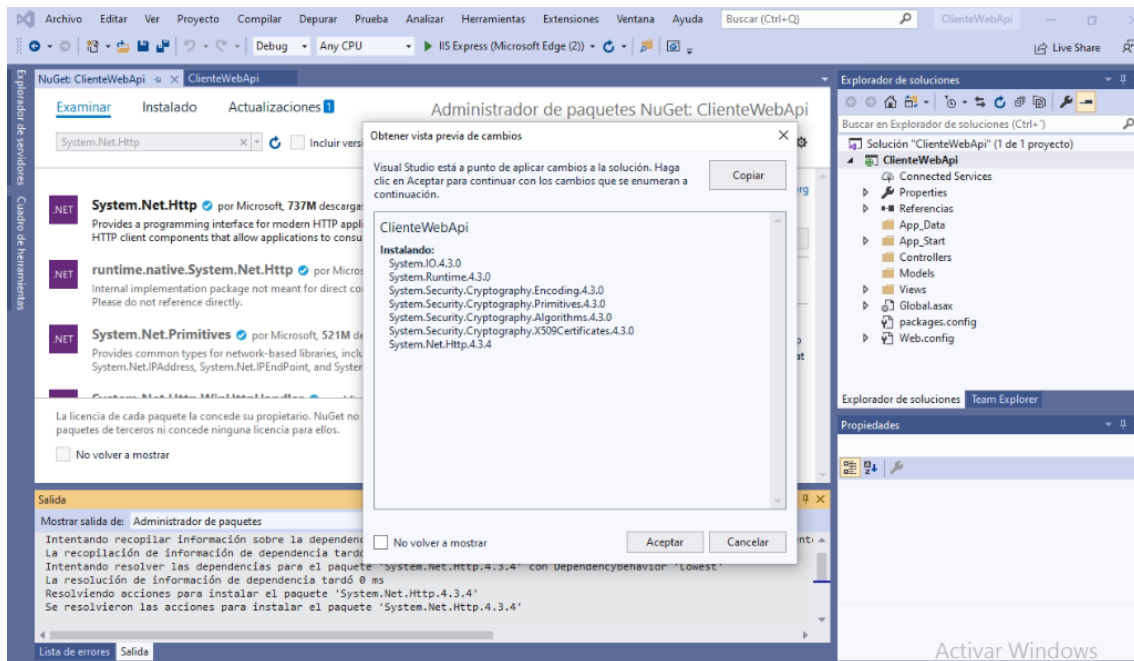 Archivo Editar Ver Proyecto Compilar Depurar Prueba Analizar Herramientas Extensiones Ventana Ayuda Buscar (Ctrl+Q) ClienteWebApi
Debug Any CPU IIS Express (Microsoft Edge (2)) Live Share
Explorador de servidores
Cuadro de herramientas
NuGet: ClienteWebApi ClienteWebApi
Examinar Instalado Actualizaciones 1
Administrador de paquetes NuGet: ClienteWebApi
System.Net.Http Incluir
.NET System.Net.Http por Microsoft, 737M
Provides a programming interface for modern HTTP
HTTP client components that allow applications to
.NET runtime.native.System.Net.Http por
Internal implementation package not meant for direct
Please do not reference directly.
.NET System.Net.Primitives por Microsoft, 521M
Provides common types for network-based libraries,
System.Net.IPAddress, System.Net.IPEndPoint, and
La licencia de cada paquete la concede su propietario. NuGet no
paquetes de terceros ni concede ninguna licencia para ellos.
No volver a mostrar
Obtener vista previa de cambios
Visual Studio está a punto de aplicar cambios a la solución. Haga
clic en Aceptar para continuar con los cambios que se enumeran a
continuación.
Copiar
ClienteWebApi
Instalando:
System.IO.4.3.0
System.Runtime.4.3.0
System.Security.Cryptography.Encoding.4.3.0
System.Security.Cryptography.Primitives.4.3.0
System.Security.Cryptography.Algorithms.4.3.0
System.Security.Cryptography.X509Certificates.4.3.0
System.Net.Http.4.3.4
No volver a mostrar
Aceptar Cancelar
Salida
Mostrar salida de: Administrador de paquetes
Intentando recopilar información sobre la
La recopilación de información de dependencia
Intentando resolver las dependencias para el paquete 'System.Net.Http.4.3.4' con DependencyBehavior 'Lowest'
La resolución de información de dependencia tardó 0 ms
Resolviendo acciones para instalar el paquete 'System.Net.Http.4.3.4'
Se resolvieron las acciones para instalar el paquete 'System.Net.Http.4.3.4'
Lista de errores Salida
Explorador de soluciones
Buscar en Explorador de soluciones (Ctrl+¨)
Solución "ClienteWebApi" (1 de 1 proyecto)
ClienteWebApi
Connected Services
Properties
Referencias
App_Data
App_Start
Controllers
Models
Views
Global.asax
packages.config
Web.config
Explorador de soluciones Team Explorer
Propiedades
Activar Windows